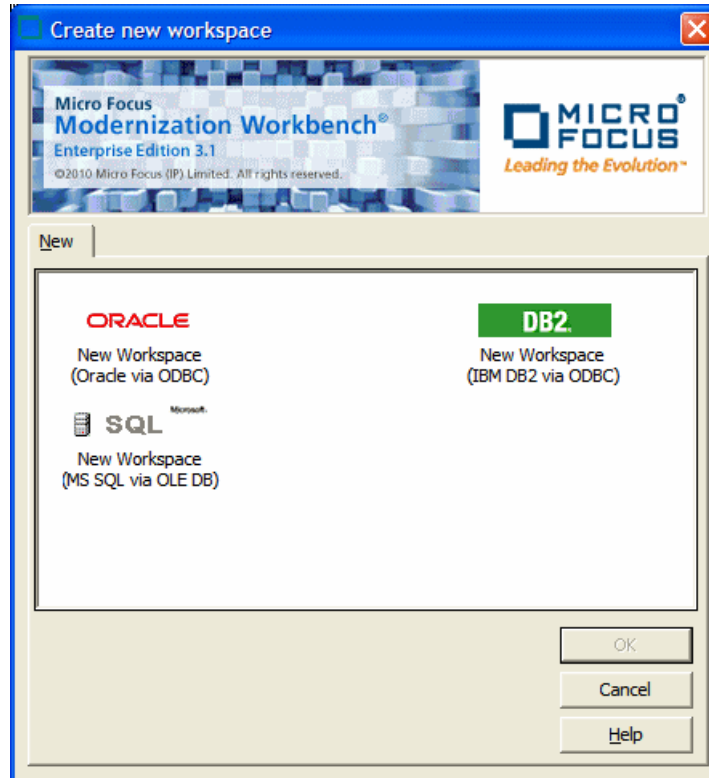 Create new workspace
Micro Focus
Modernization Workbench®
Enterprise Edition 3.1
©2010 Micro Focus (IP) Limited. All rights reserved.
MICRO
FOCUS
Leading the Evolution™
New
ORACLE
New Workspace
(Oracle via ODBC)
DB2.
New Workspace
(IBM DB2 via ODBC)
Microsoft
SQL
New Workspace
(MS SQL via OLE DB)
OK
Cancel
Help